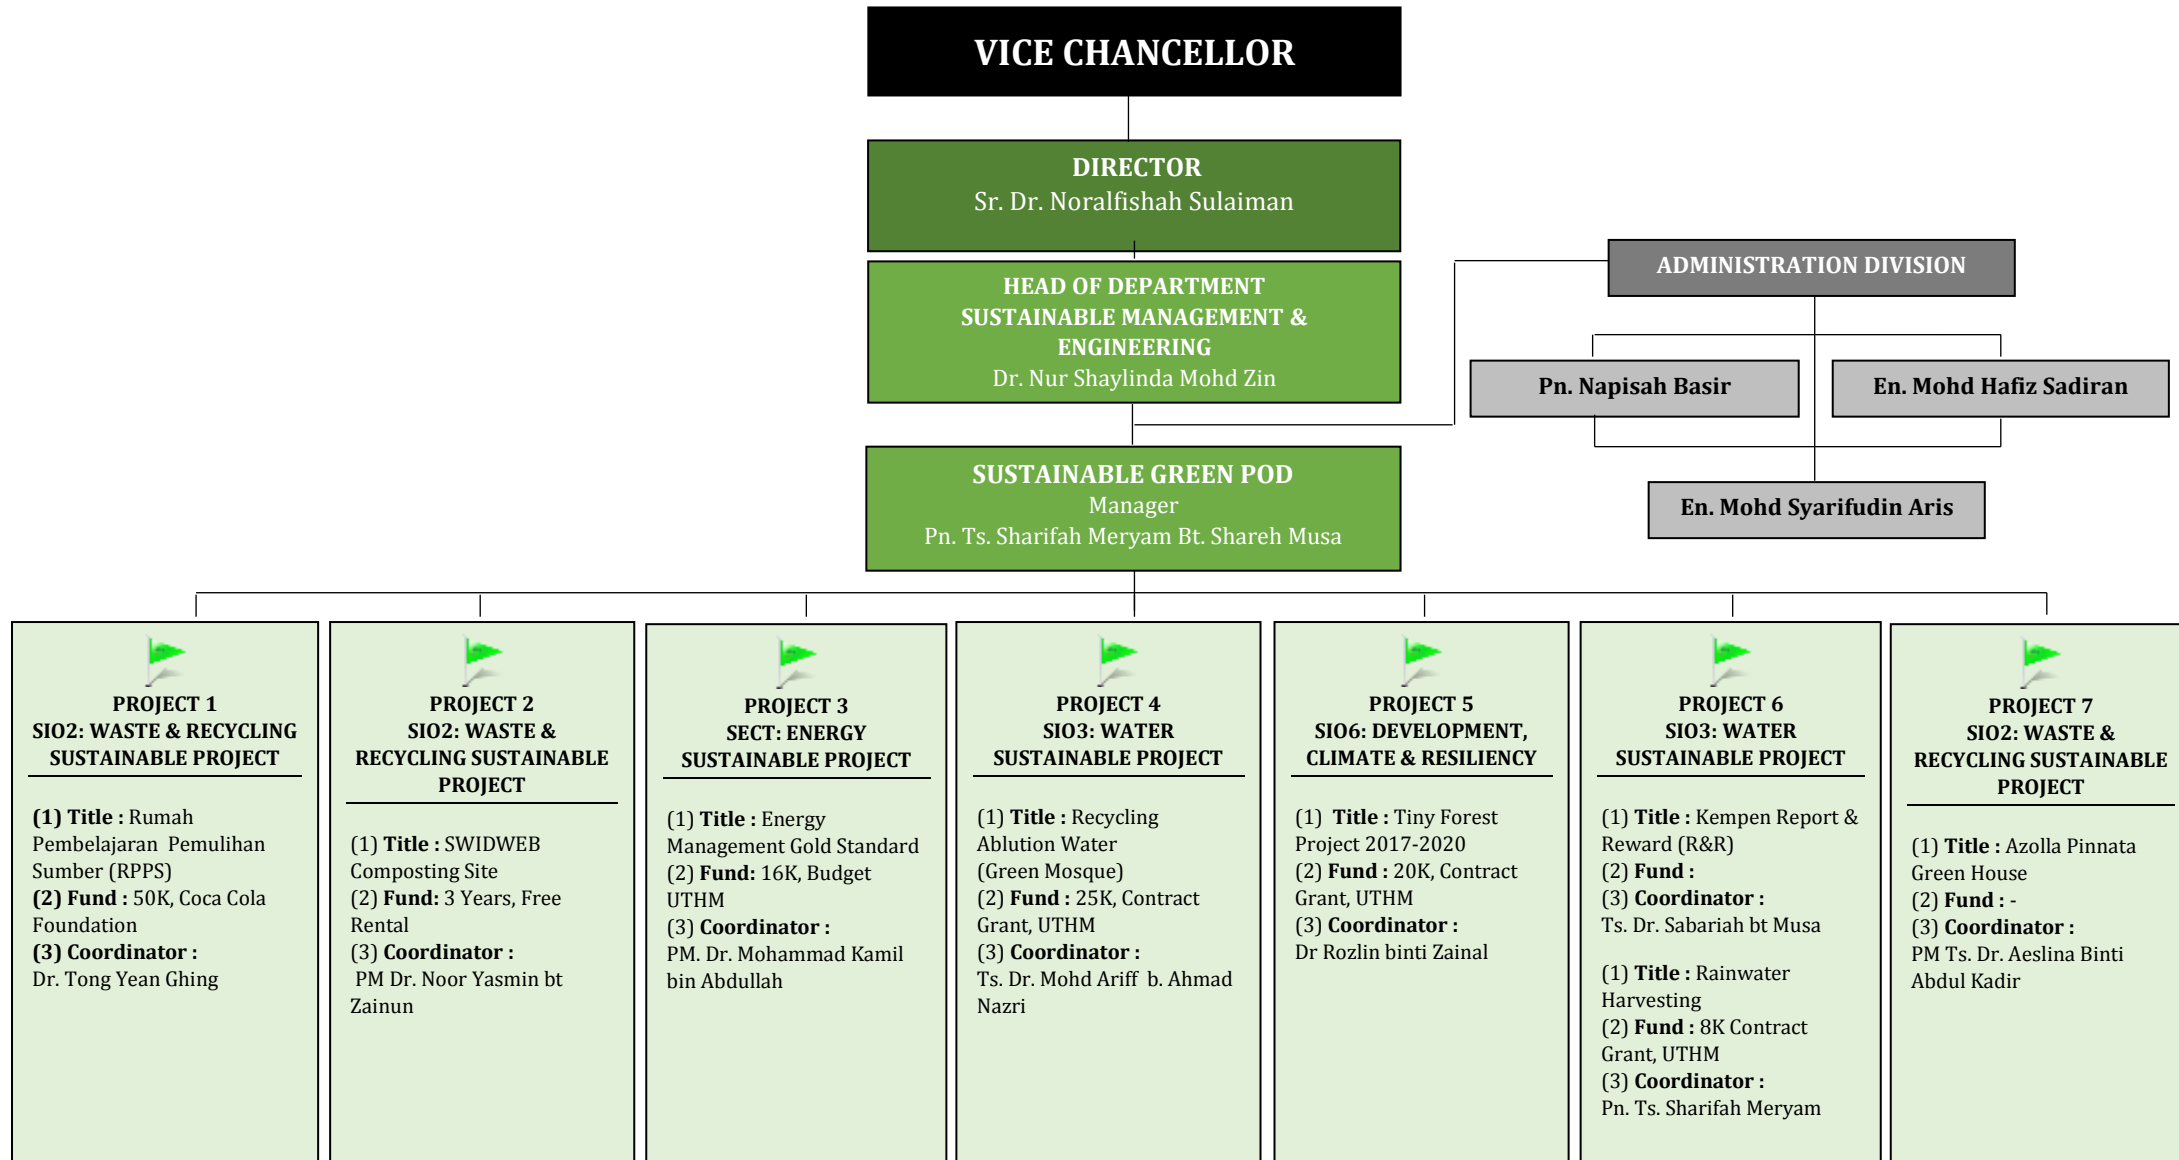 VICE CHANCELLOR
DIRECTOR
Sr. Dr. Noralfishah Sulaiman
HEAD OF DEPARTMENT
SUSTAINABLE MANAGEMENT &
ENGINEERING
Dr. Nur Shaylinda Mohd Zin
ADMINISTRATION DIVISION
Pn. Napisah Basir
En. Mohd Hafiz Sadiran
En. Mohd Syarifudin Aris
SUSTAINABLE GREEN POD
Manager
Pn. Ts. Sharifah Meryam Bt. Shareh Musa
PROJECT 1
SIO2: WASTE & RECYCLING
SUSTAINABLE PROJECT
(1) Title : Rumah
Pembelajaran Pemulihan
Sumber (RPPS)
(2) Fund : 50K, Coca Cola
Foundation
(3) Coordinator :
Dr. Tong Yean Ghing
PROJECT 2
SIO2: WASTE &
RECYCLING SUSTAINABLE
PROJECT
(1) Title : SWIDWEB
Composting Site
(2) Fund: 3 Years, Free
Rental
(3) Coordinator :
PM Dr. Noor Yasmin bt
Zainun
PROJECT 3
SECT: ENERGY
SUSTAINABLE PROJECT
(1) Title : Energy
Management Gold Standard
(2) Fund: 16K, Budget
UTHM
(3) Coordinator :
PM. Dr. Mohammad Kamil
bin Abdullah
PROJECT 4
SIO3: WATER
SUSTAINABLE PROJECT
(1) Title : Recycling
Ablution Water
(Green Mosque)
(2) Fund : 25K, Contract
Grant, UTHM
(3) Coordinator :
Ts. Dr. Mohd Ariff b. Ahmad
Nazri
PROJECT 5
SIO6: DEVELOPMENT,
CLIMATE & RESILIENCY
(1) Title : Tiny Forest
Project 2017-2020
(2) Fund : 20K, Contract
Grant, UTHM
(3) Coordinator :
Dr Rozlin binti Zainal
PROJECT 6
SIO3: WATER
SUSTAINABLE PROJECT
(1) Title : Kempen Report &
Reward (R&R)
(2) Fund :
(3) Coordinator :
Ts. Dr. Sabariah bt Musa
(1) Title : Rainwater
Harvesting
(2) Fund : 8K Contract
Grant, UTHM
(3) Coordinator :
Pn. Ts. Sharifah Meryam
PROJECT 7
SIO2: WASTE &
RECYCLING SUSTAINABLE
PROJECT
(1) Title : Azolla Pinnata
Green House
(2) Fund : -
(3) Coordinator :
PM Ts. Dr. Aeslina Binti
Abdul Kadir